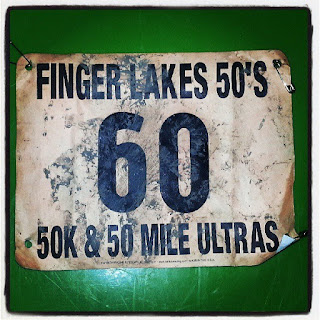 FINGER LAKES 50'S
60
50K & 50 MILE ULTRAS